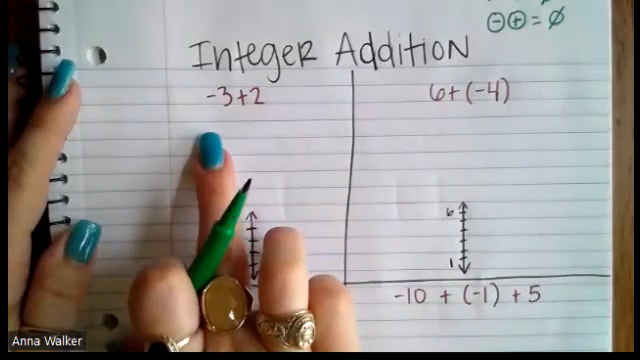 ⊖⊕=∅
Integer Addition
-3+2
6+(-4)
6
1
-10 + (-1) + 5
Anna Walker